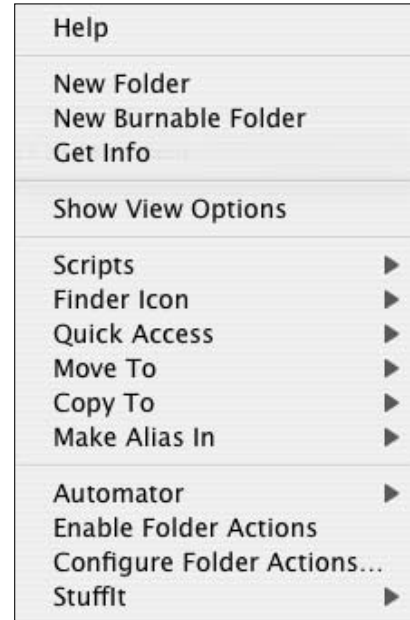 Help
New Folder
New Burnable Folder
Get Info
Show View Options
Scripts
Finder Icon
Quick Access
Move To
Copy To
Make Alias In
Automator
Enable Folder Actions
Configure Folder Actions...
StuffIt